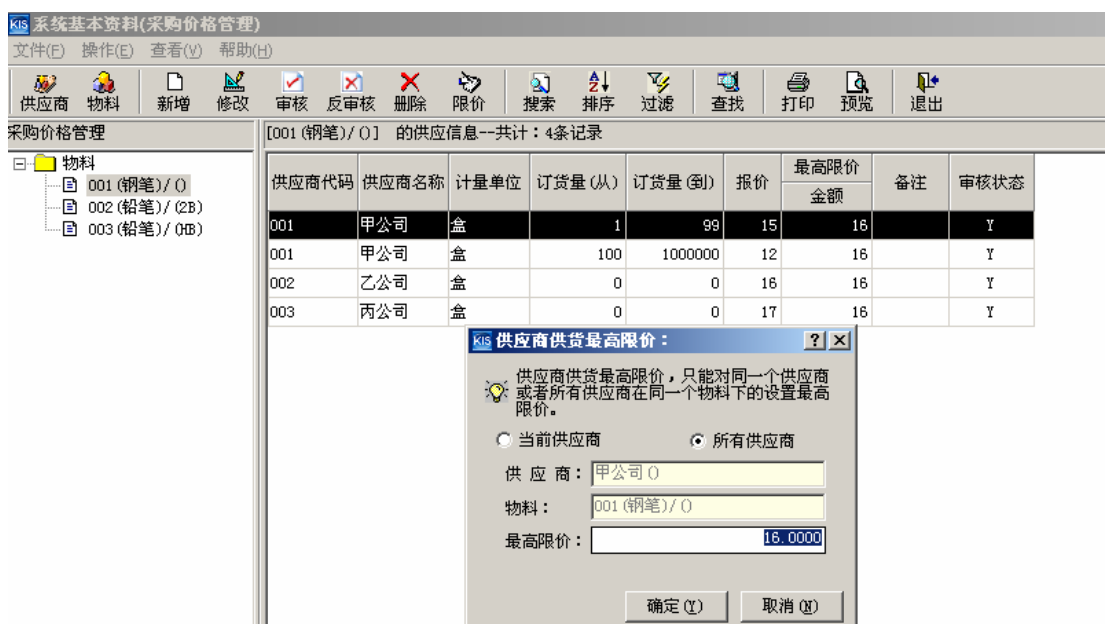 KIS 系统基本资料(采购价格管理)
文件(F) 操作(E) 查看(V) 帮助(H)
供应商 物料 新增 修改 审核 反审核 删除 限价 搜索 排序 过滤 查找 打印 预览 退出
采购价格管理
[001(钢笔)/()] 的供应信息--共计：4条记录
物料
001(钢笔)/()
002(铅笔)/(2B)
003(铅笔)/(HB)
供应商代码 供应商名称 计量单位 订货量(从) 订货量(到) 报价 最高限价 金额 备注 审核状态
001 甲公司 盒 1 99 15 16 Y
001 甲公司 盒 100 1000000 12 16 Y
002 乙公司 盒 0 0 16 16 Y
003 丙公司 盒 0 0 17 16 Y
KIS 供应商供货最高限价：
供应商供货最高限价，只能对同一个供应商
或者所有供应商在同一个物料下的设置最高
限价。
当前供应商 所有供应商
供 应 商：甲公司()
物料：001(钢笔)/()
最高限价：16.0000
确定(Y) 取消(N)